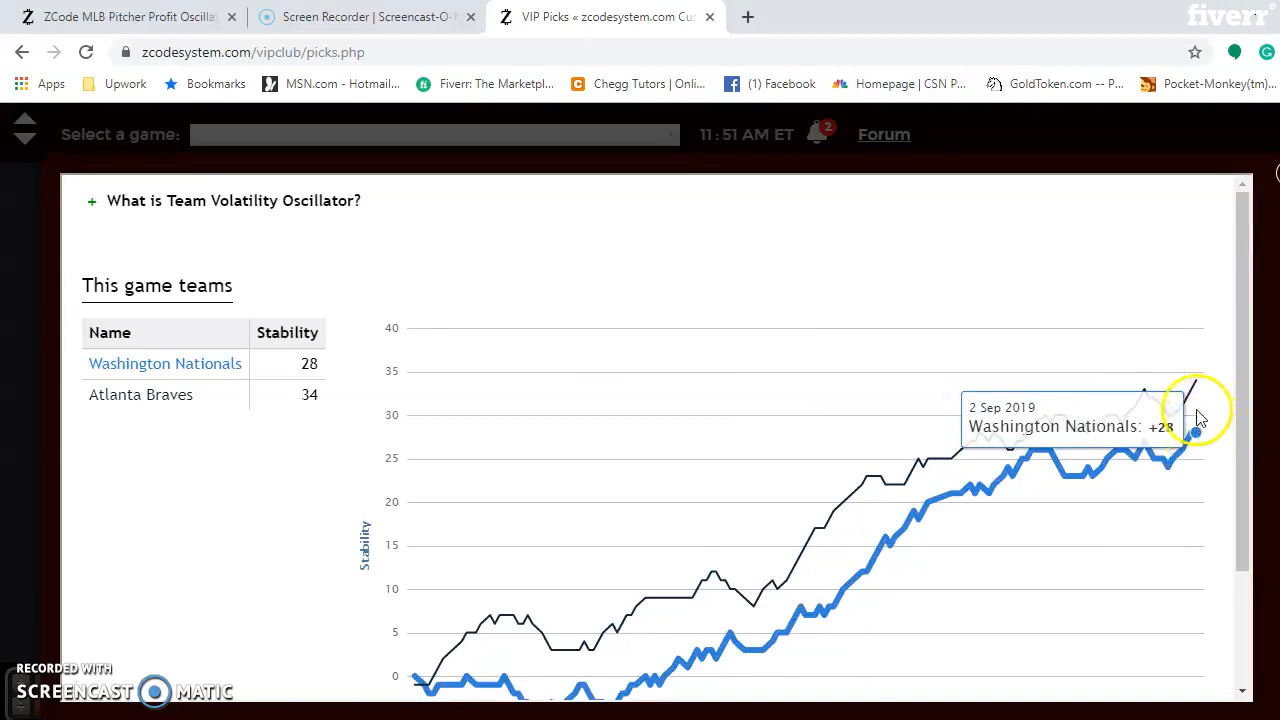 fiverr
ZCode MLB Pitcher Profit Oscilla
Screen Recorder | Screencast-O-
VIP Picks « zcodesystem.com Cus
zcodesystem.com/vipclub/picks.php
Apps
Upwork
Bookmarks
MSN.com - Hotmail...
Fiverr: The Marketpl...
Chegg Tutors | Onli...
(1) Facebook
Homepage | CSN P...
GoldToken.com -- P...
Pocket-Monkey(tm)...
Select a game:
11:51 AM ET
2
Forum
+ What is Team Volatility Oscillator?
This game teams
Name Stability
Washington Nationals 28
Atlanta Braves 34
40
35
30
25
20
15
10
5
0
Stability
2 Sep 2019
Washington Nationals: +28
RECORDED WITH
SCREENCAST MATIC